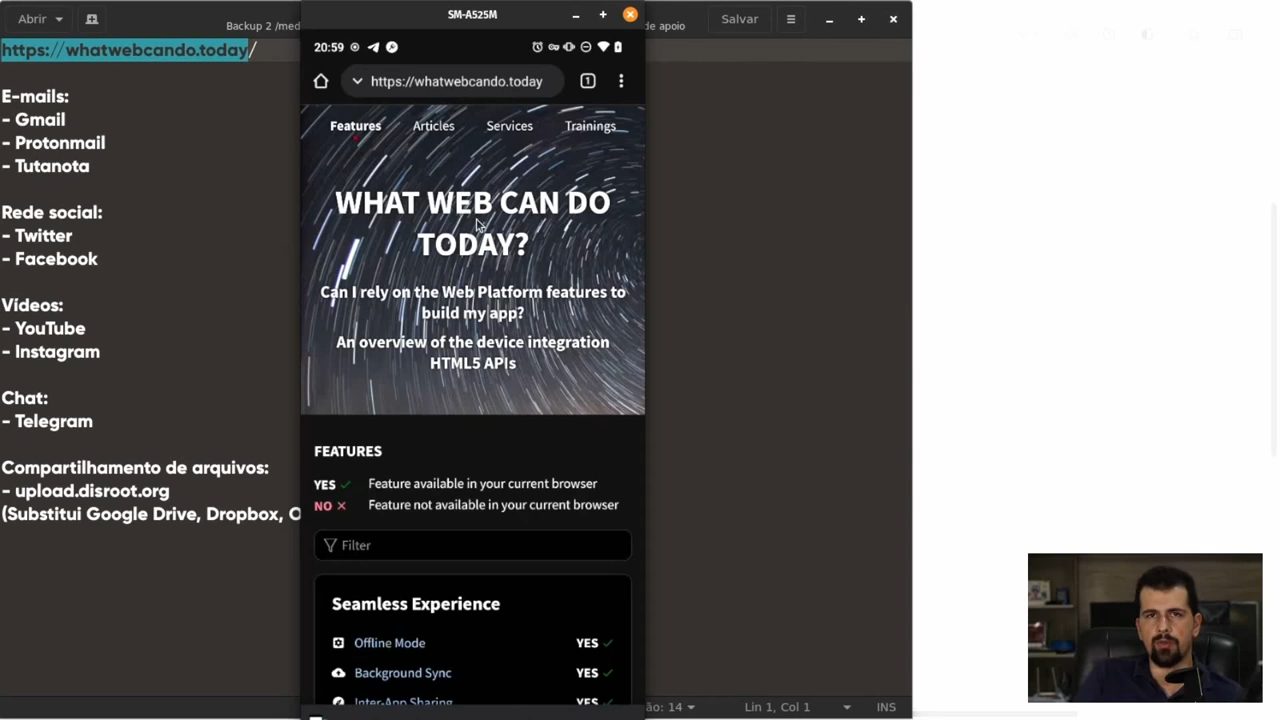 Abrir
Backup 2 /med
SM-A525M
de apoio
Salvar
https://whatwebcando.today/
E-mails:
- Gmail
- Protonmail
- Tutanota
Rede social:
- Twitter
- Facebook
Vídeos:
- YouTube
- Instagram
Chat:
- Telegram
Compartilhamento de arquivos:
- upload.disroot.org
(Substitui Google Drive, Dropbox, O
20:59
https://whatwebcando.today
1
Features
Articles
Services
Trainings
WHAT WEB CAN DO
TODAY?
Can I rely on the Web Platform features to
build my app?
An overview of the device integration
HTML5 APIs
FEATURES
YES ✓ Feature available in your current browser
NO ✕ Feature not available in your current browser
Filter
Seamless Experience
Offline Mode YES ✓
Background Sync YES ✓
Inter-App Sharing YES ✓
ão: 14
Lin 1, Col 1
INS